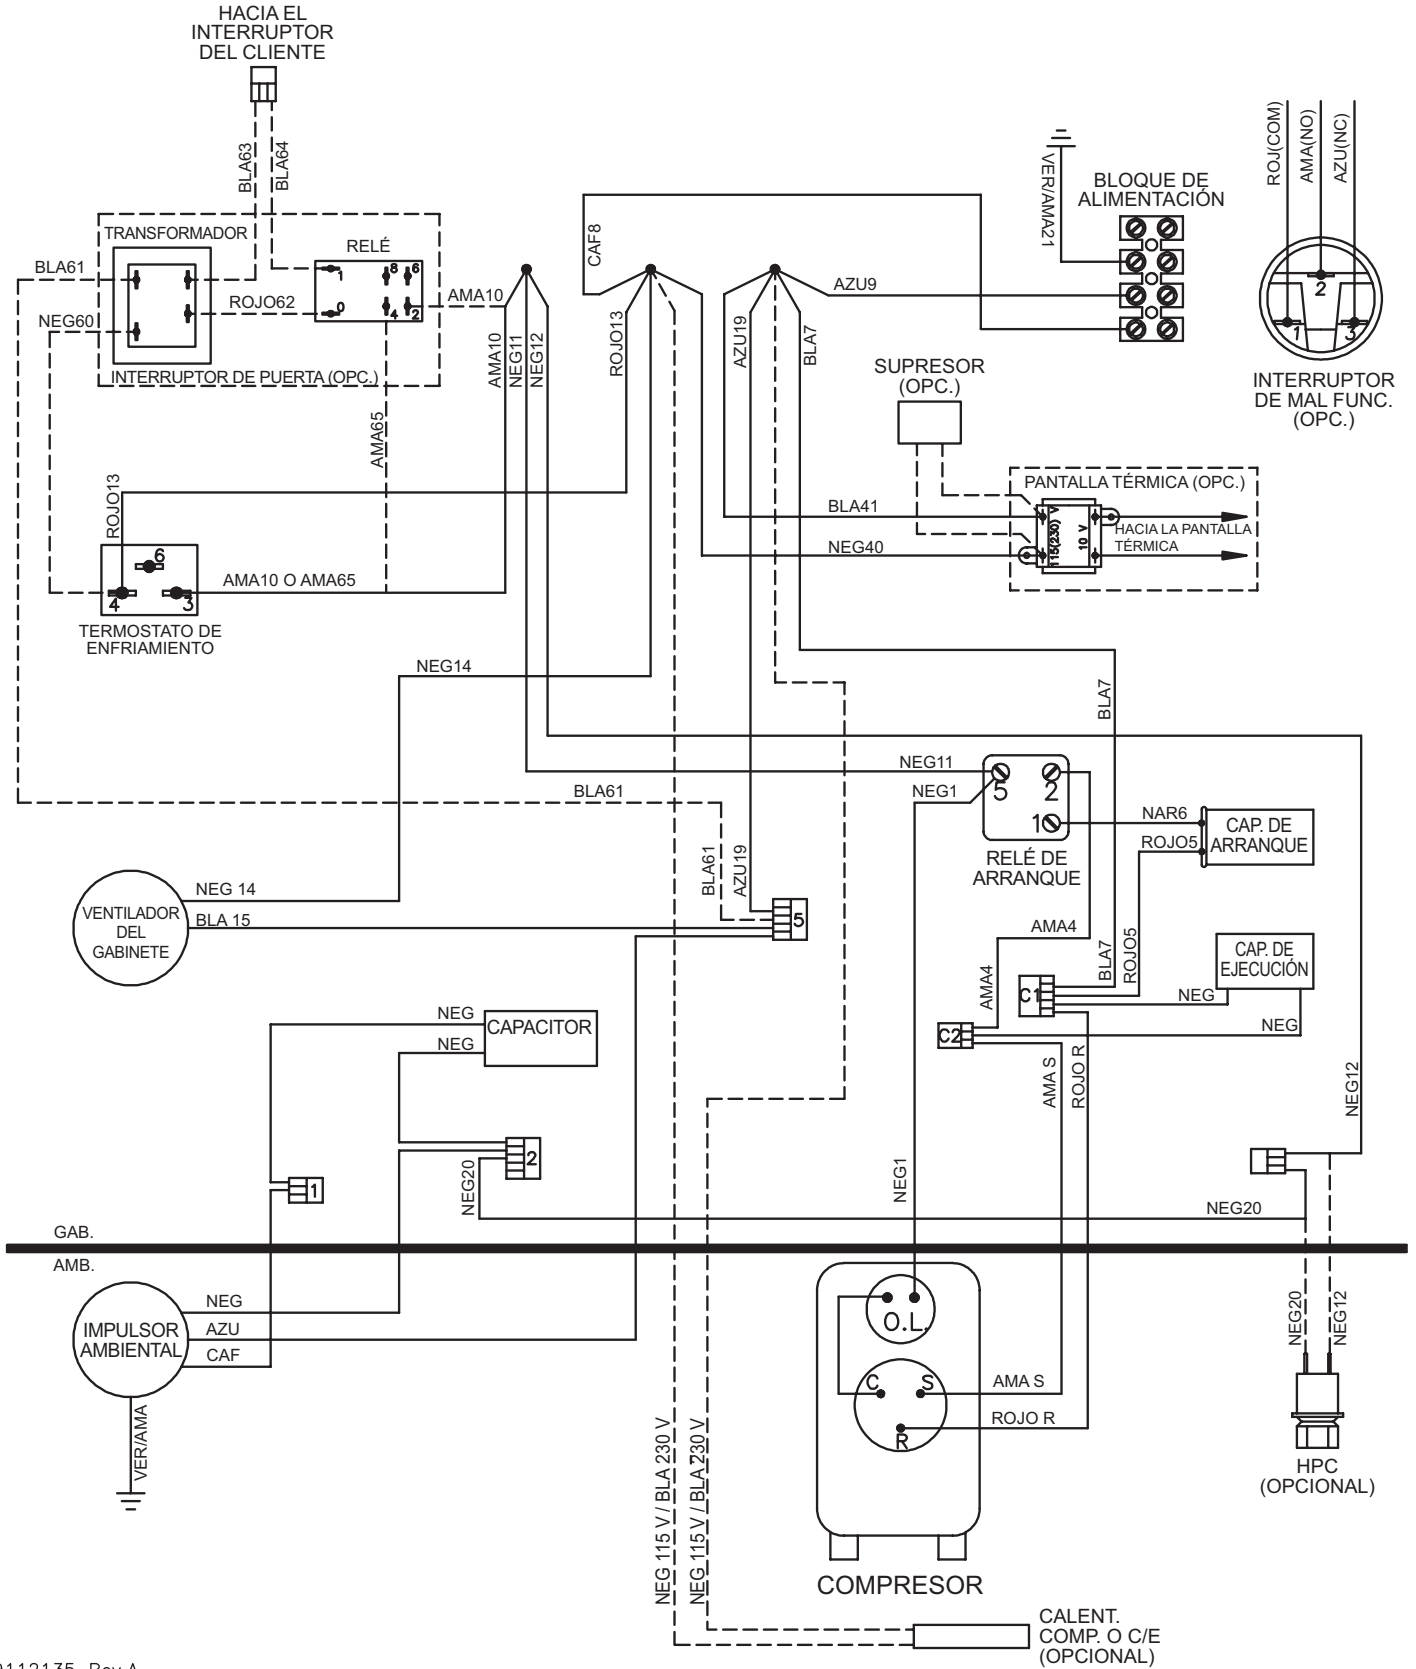 HACIA EL
INTERRUPTOR
DEL CLIENTE
BLA63
BLA64
TRANSFORMADOR
RELÉ
BLA61
ROJO62
NEG60
1
0
8
6
4
2
AMA10
INTERRUPTOR DE PUERTA (OPC.)
AMA65
AMA10
NEG11
NEG12
ROJO13
CAF8
AZU19
BLA7
AZU9
VER/AMA21
BLOQUE DE
ALIMENTACIÓN
ROJ(COM)
AMA(NO)
AZU(NC)
1
2
3
INTERRUPTOR
DE MAL FUNC.
(OPC.)
SUPRESOR
(OPC.)
PANTALLA TÉRMICA (OPC.)
BLA41
NEG40
115(230) V
10 V
HACIA LA PANTALLA
TÉRMICA
ROJO13
6
4
3
AMA10 O AMA65
TERMOSTATO DE
ENFRIAMIENTO
NEG14
BLA7
NEG11
NEG1
5
2
1
RELÉ DE
ARRANQUE
NAR6
ROJO5
CAP. DE
ARRANQUE
BLA61
BLA61
AZU19
VENTILADOR
DEL
GABINETE
NEG 14
BLA 15
5
AMA4
AMA4
BLA7
ROJO5
CAP. DE
EJECUCIÓN
C1
NEG
NEG
C2
NEG
NEG
CAPACITOR
AMA S
ROJO R
NEG12
2
NEG20
1
NEG1
NEG20
GAB.
AMB.
IMPULSOR
AMBIENTAL
NEG
AZU
CAF
VER/AMA
O.L.
C
S
R
AMA S
ROJO R
NEG20
NEG12
HPC
(OPCIONAL)
NEG 115 V / BLA 230 V
NEG 115 V / BLA 230 V
COMPRESOR
CALENT.
COMP. O C/E
(OPCIONAL)